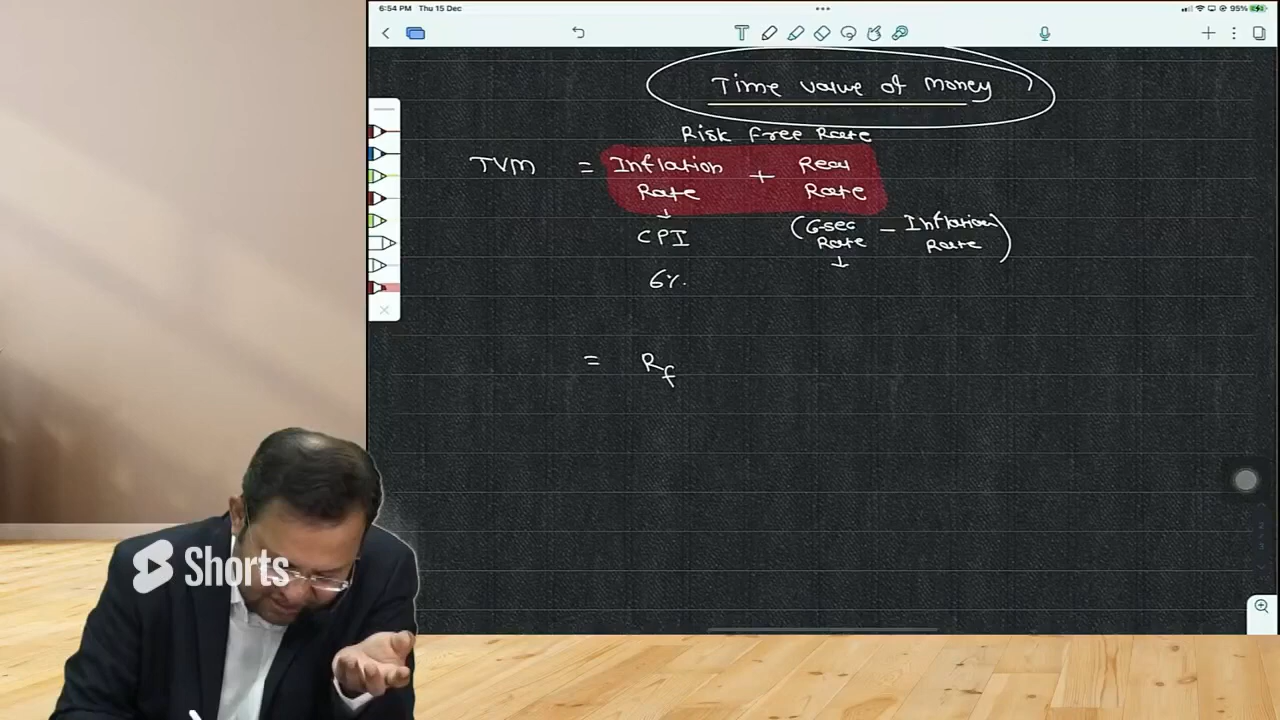 6:54 PM Thu 15 Dec
95%
Time value of money
Risk Free Rate
TVM = Inflation Rate + Real Rate
CPI
(G-sec Rate - Inflation Rate)
6%.
= Rf
Shorts